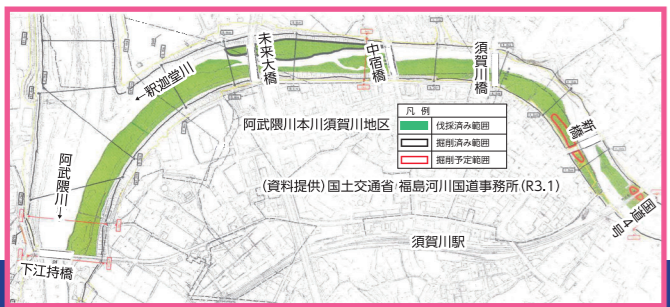 未来大橋
中宿橋
須賀川橋
新橋
釈迦堂川
阿武隈川本川須賀川地区
凡 例
伐採済み範囲
掘削済み範囲
掘削予定範囲
阿武隈川
(資料提供)国土交通省 福島河川国道事務所(R3.1)
国道4号
須賀川駅
下江持橋